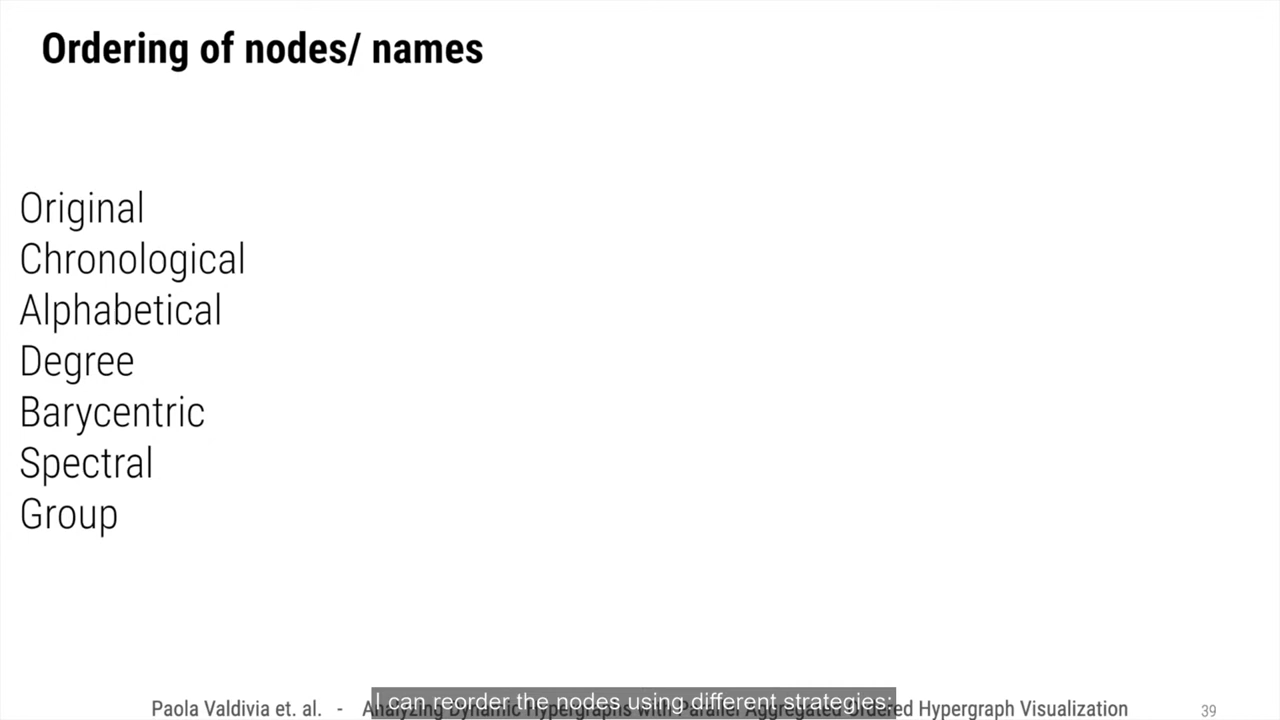 Ordering of nodes/ names
Original
Chronological
Alphabetical
Degree
Barycentric
Spectral
Group
I can reorder the nodes using different strategies:
Paola Valdivia et. al. - Analyzing Dynamic Hypergraphs with Parallel Aggregated Ordered Hypergraph Visualization
39